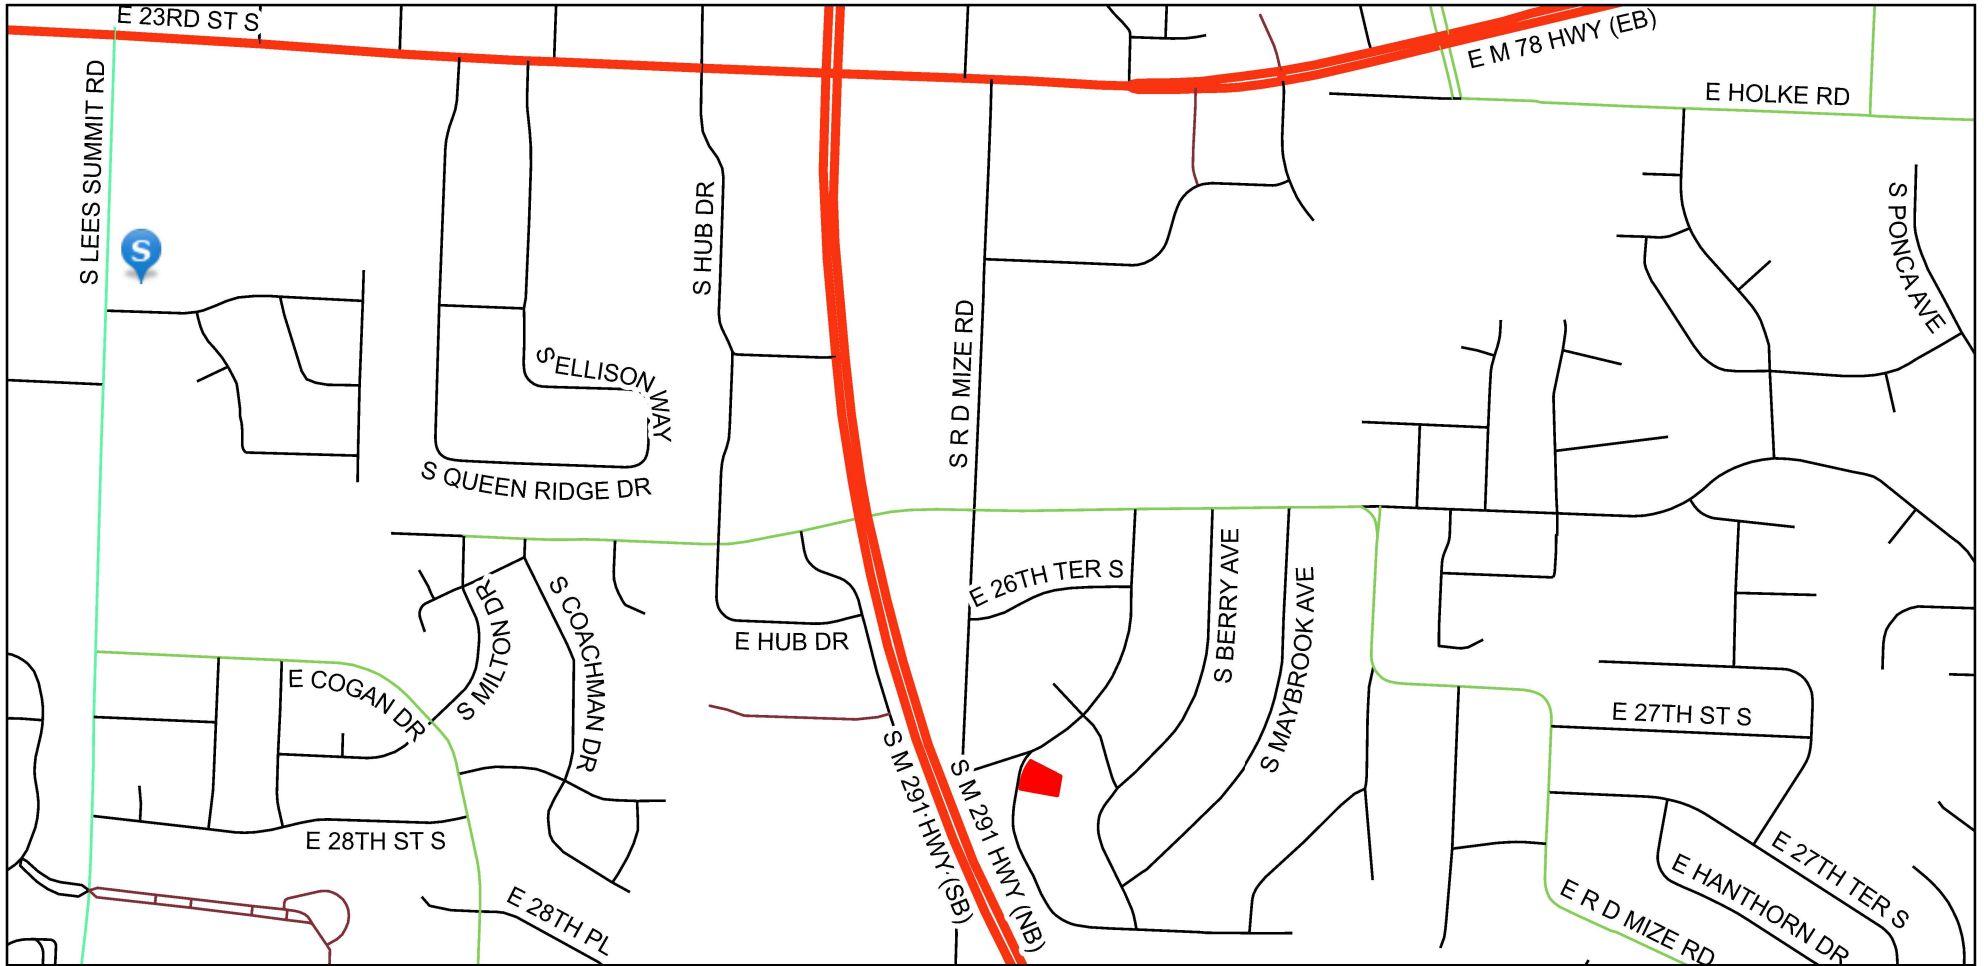 E 23RD ST S
E M 78 HWY (EB)
E HOLKE RD
S LEES SUMMIT RD
S
S HUB DR
S PONCA AVE
S R D MIZE RD
S ELLISON WAY
S QUEEN RIDGE DR
E 26TH TER S
S BERRY AVE
S MAYBROOK AVE
S MILTON DR
S COACHMAN DR
E HUB DR
E COGAN DR
E 27TH ST S
S M 291 HWY (SB)
S M 291 HWY (NB)
E 28TH ST S
E 27TH TER S
E HANTHORN DR
E R D MIZE RD
E 28TH PL